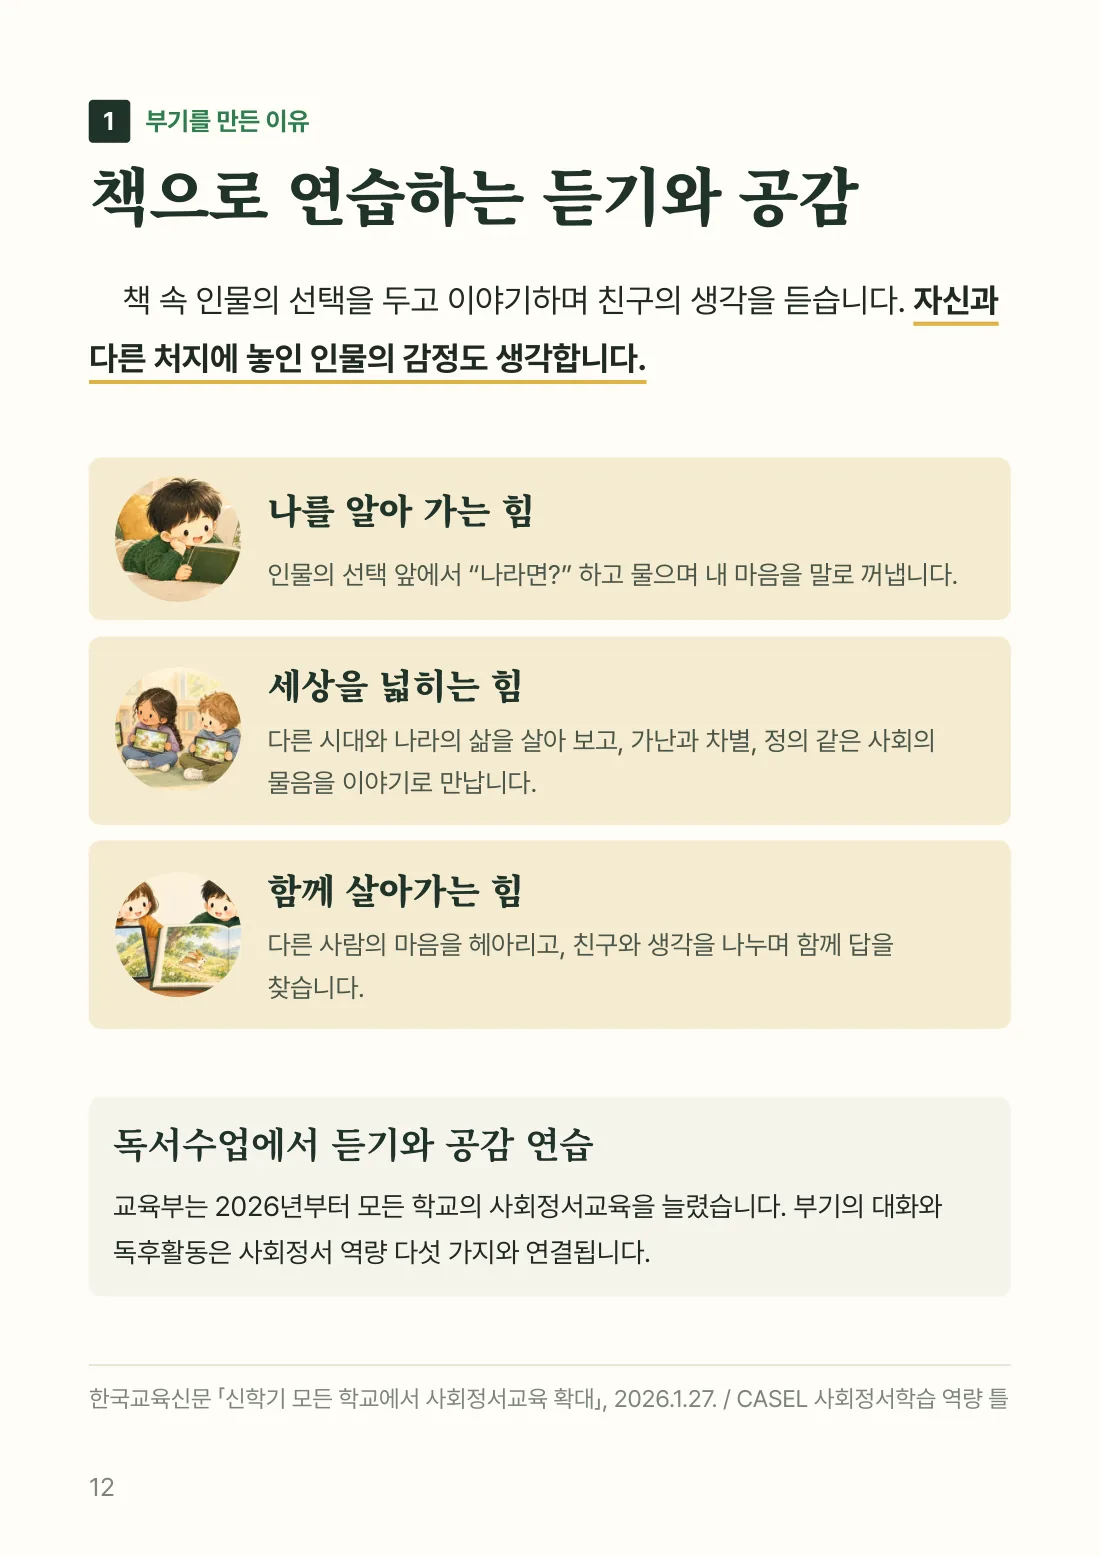 1 부기를 만든 이유
책으로 연습하는 듣기와 공감
책 속 인물의 선택을 두고 이야기하며 친구의 생각을 듣습니다. 자신과
다른 처지에 놓인 인물의 감정도 생각합니다.
나를 알아 가는 힘
인물의 선택 앞에서 “나라면?” 하고 물으며 내 마음을 말로 꺼냅니다.
세상을 넓히는 힘
다른 시대와 나라의 삶을 살아 보고, 가난과 차별, 정의 같은 사회의
물음을 이야기로 만납니다.
함께 살아가는 힘
다른 사람의 마음을 헤아리고, 친구와 생각을 나누며 함께 답을
찾습니다.
독서수업에서 듣기와 공감 연습
교육부는 2026년부터 모든 학교의 사회정서교육을 늘렸습니다. 부기의 대화와
독후활동은 사회정서 역량 다섯 가지와 연결됩니다.
한국교육신문 「신학기 모든 학교에서 사회정서교육 확대」, 2026.1.27. / CASEL 사회정서학습 역량 틀
12